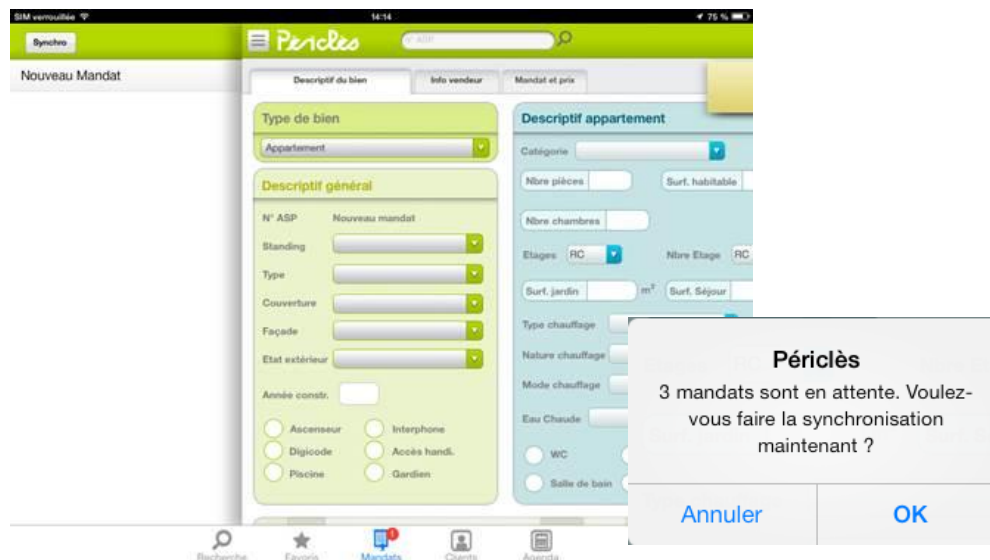 SIM verrouillée 14:14 75 %
Synchro Périclès N° ASP
Nouveau Mandat
Descriptif du bien Info vendeur Mandat et prix
Type de bien
Appartement
Descriptif général
N° ASP Nouveau mandat
Standing
Type
Couverture
Façade
Etat extérieur
Année constr.
Ascenseur Interphone
Digicode Accès handi.
Piscine Gardien
Descriptif appartement
Catégorie
Nbre pièces Surf. habitable
Nbre chambres
Etages RC Nbre Etage RC
Surf. jardin m² Surf. Séjour
Type chauffage
Nature chauffage
Mode chauffage
Eau Chaude
WC
Salle de bain
Périclès
3 mandats sont en attente. Voulez-
vous faire la synchronisation
maintenant ?
Annuler OK
1
Recherche Favoris Mandats Clients Agenda